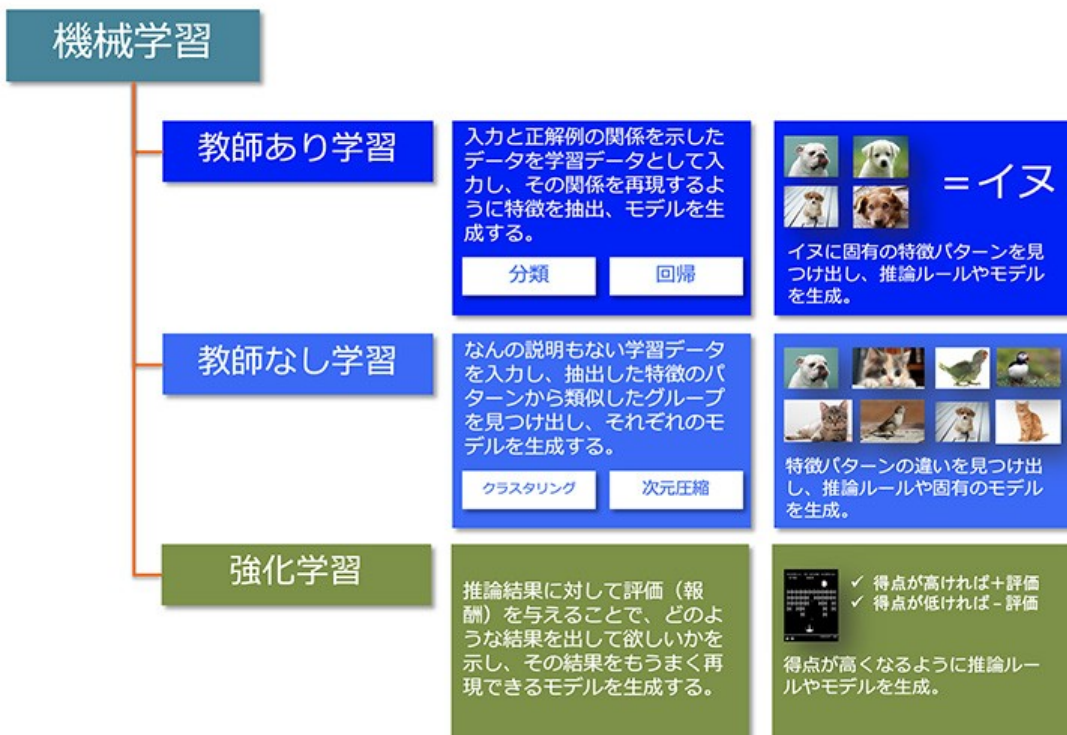 機械学習
教師あり学習
入力と正解例の関係を示した
データを学習データとして入
力し、その関係を再現するよ
うに特徴を抽出、モデルを生
成する。
分類
回帰
＝イヌ
イヌに固有の特徴パターンを見
つけ出し、推論ルールやモデル
を生成。
教師なし学習
なんの説明もない学習データ
を入力し、抽出した特徴のパ
ターンから類似したグループ
を見つけ出し、それぞれのモ
デルを生成する。
クラスタリング
次元圧縮
特徴パターンの違いを見つけ出
し、推論ルールや固有のモデル
を生成。
強化学習
推論結果に対して評価（報
酬）を与えることで、どのよ
うな結果を出して欲しいかを
示し、その結果をもうまく再
現できるモデルを生成する。
✓ 得点が高ければ＋評価
✓ 得点が低ければ－評価
得点が高くなるように推論ルー
ルやモデルを生成。